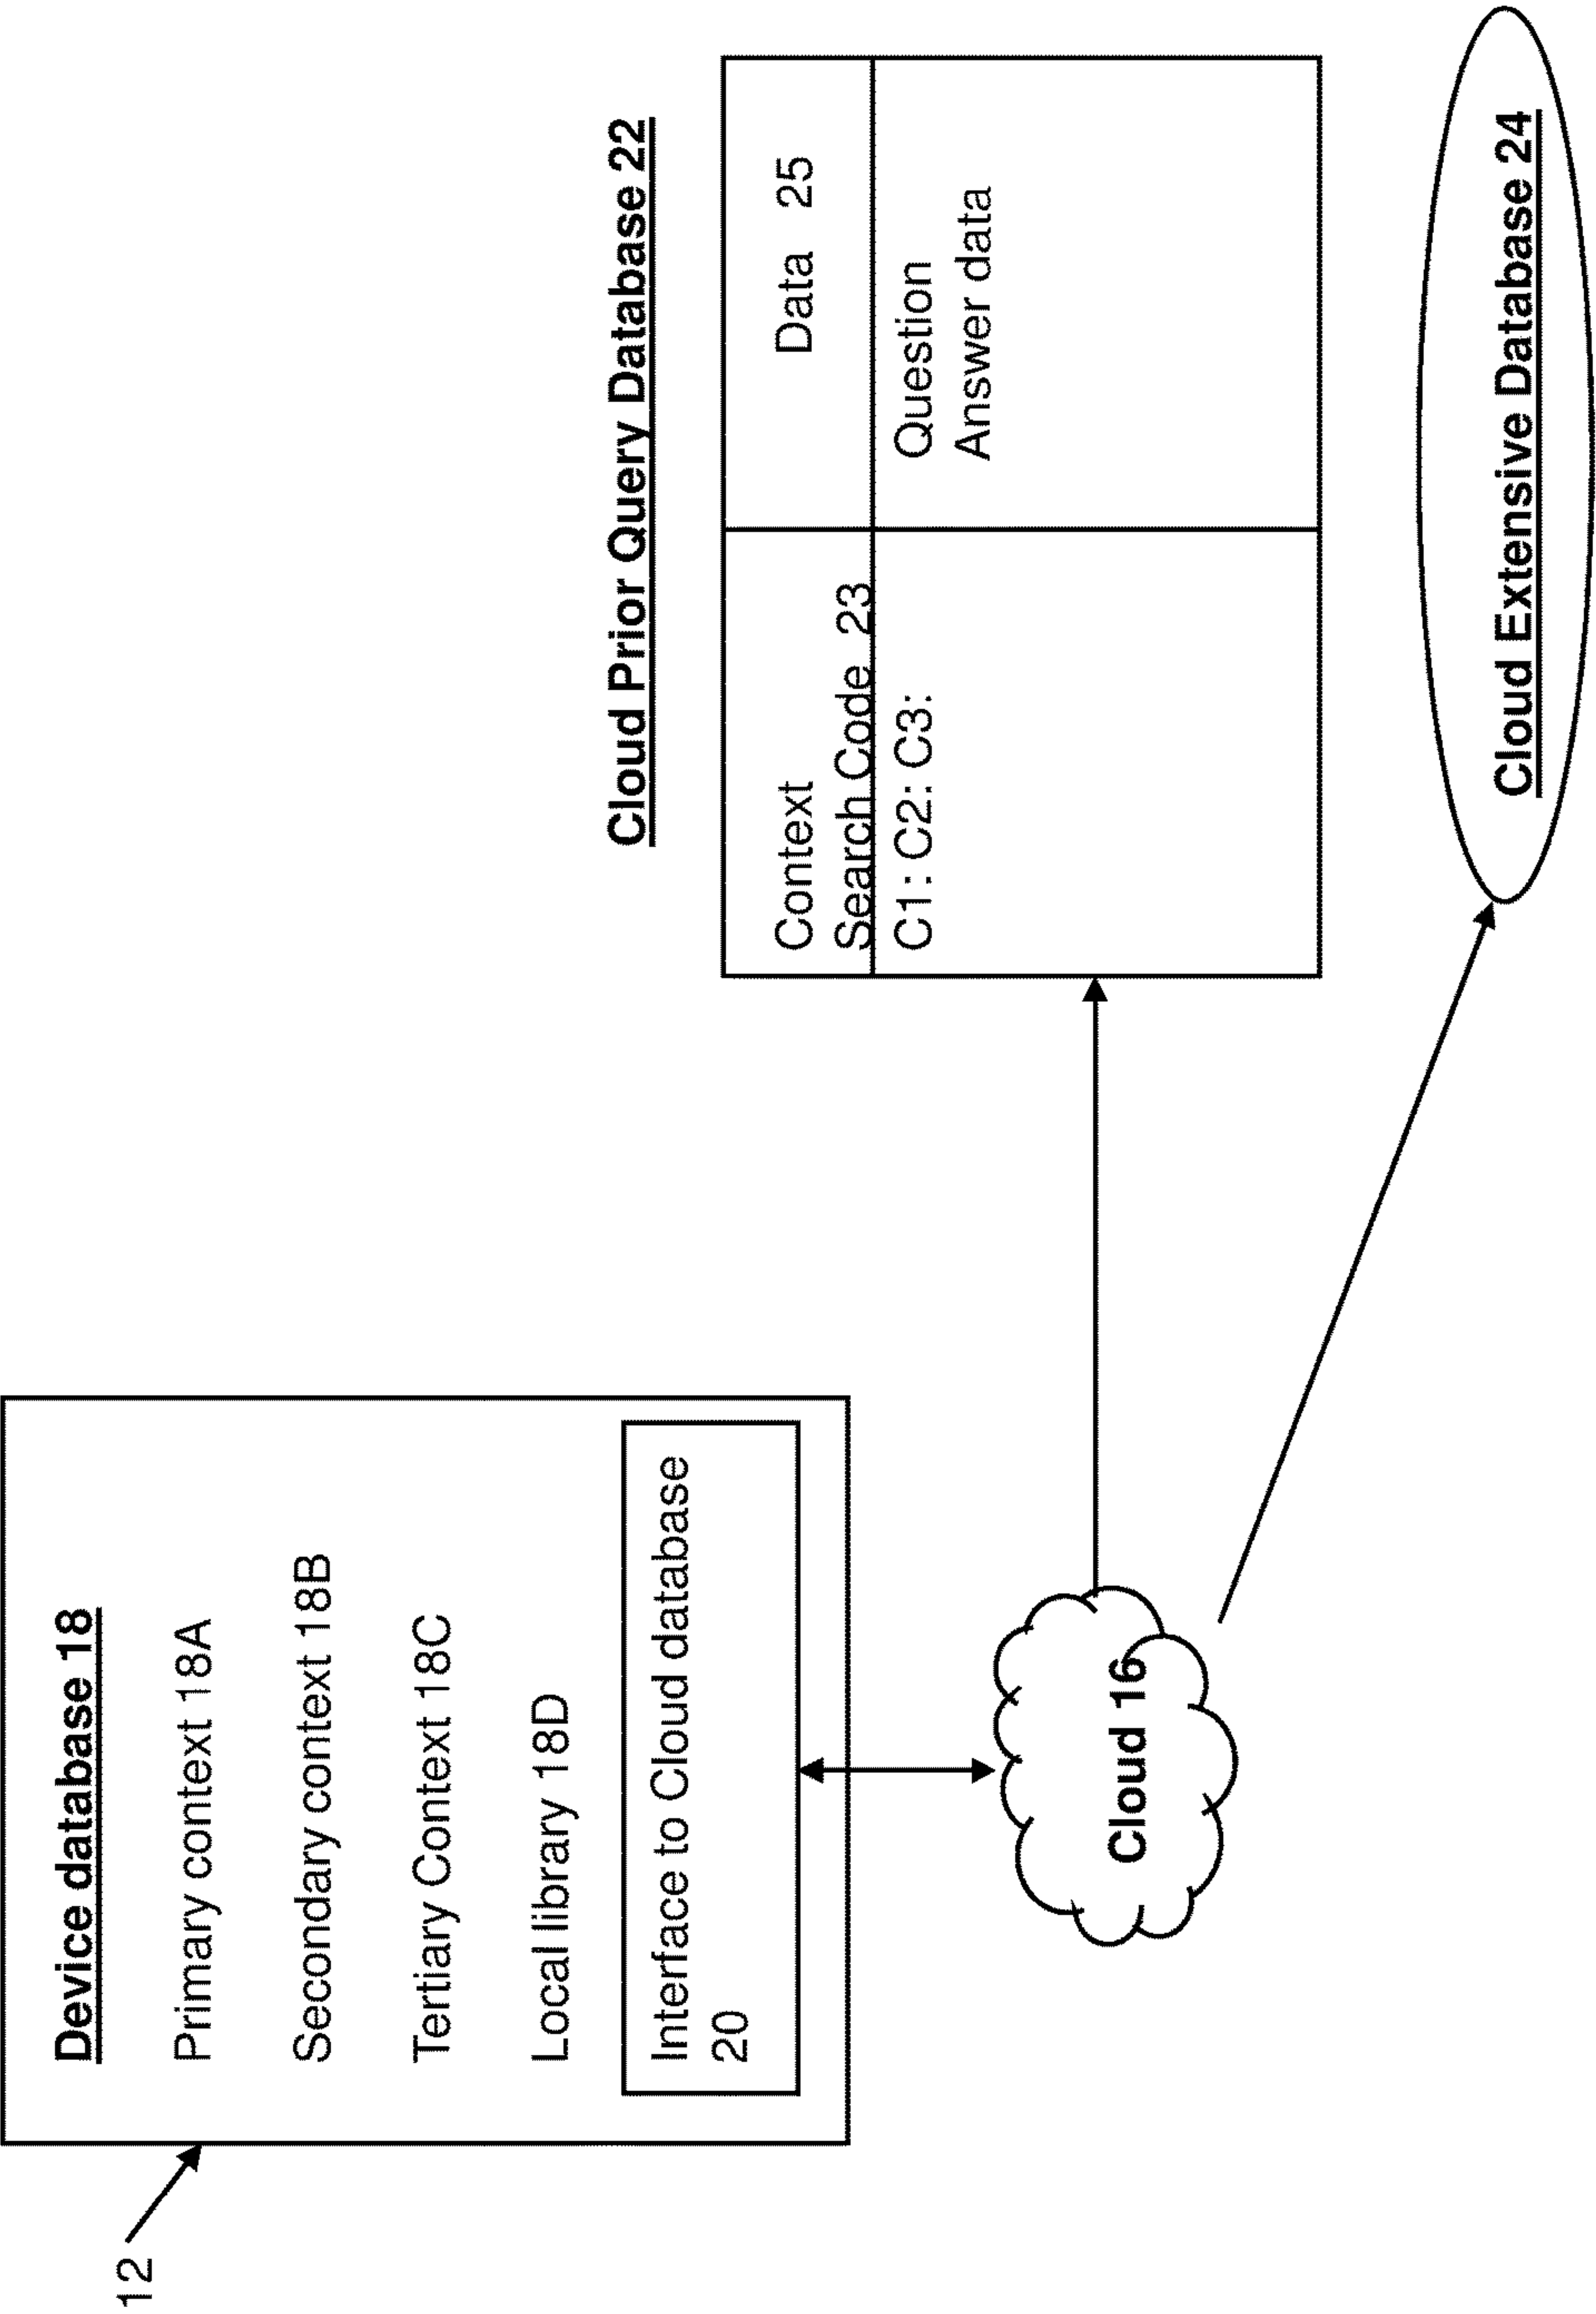 12
Device database 18
Primary context 18A
Secondary context 18B
Tertiary Context 18C
Local library 18D
Interface to Cloud database
20
Cloud 16
Cloud Prior Query Database 22
Context
Search Code 23
Data 25
C1: C2: C3:
Question
Answer data
Cloud Extensive Database 24